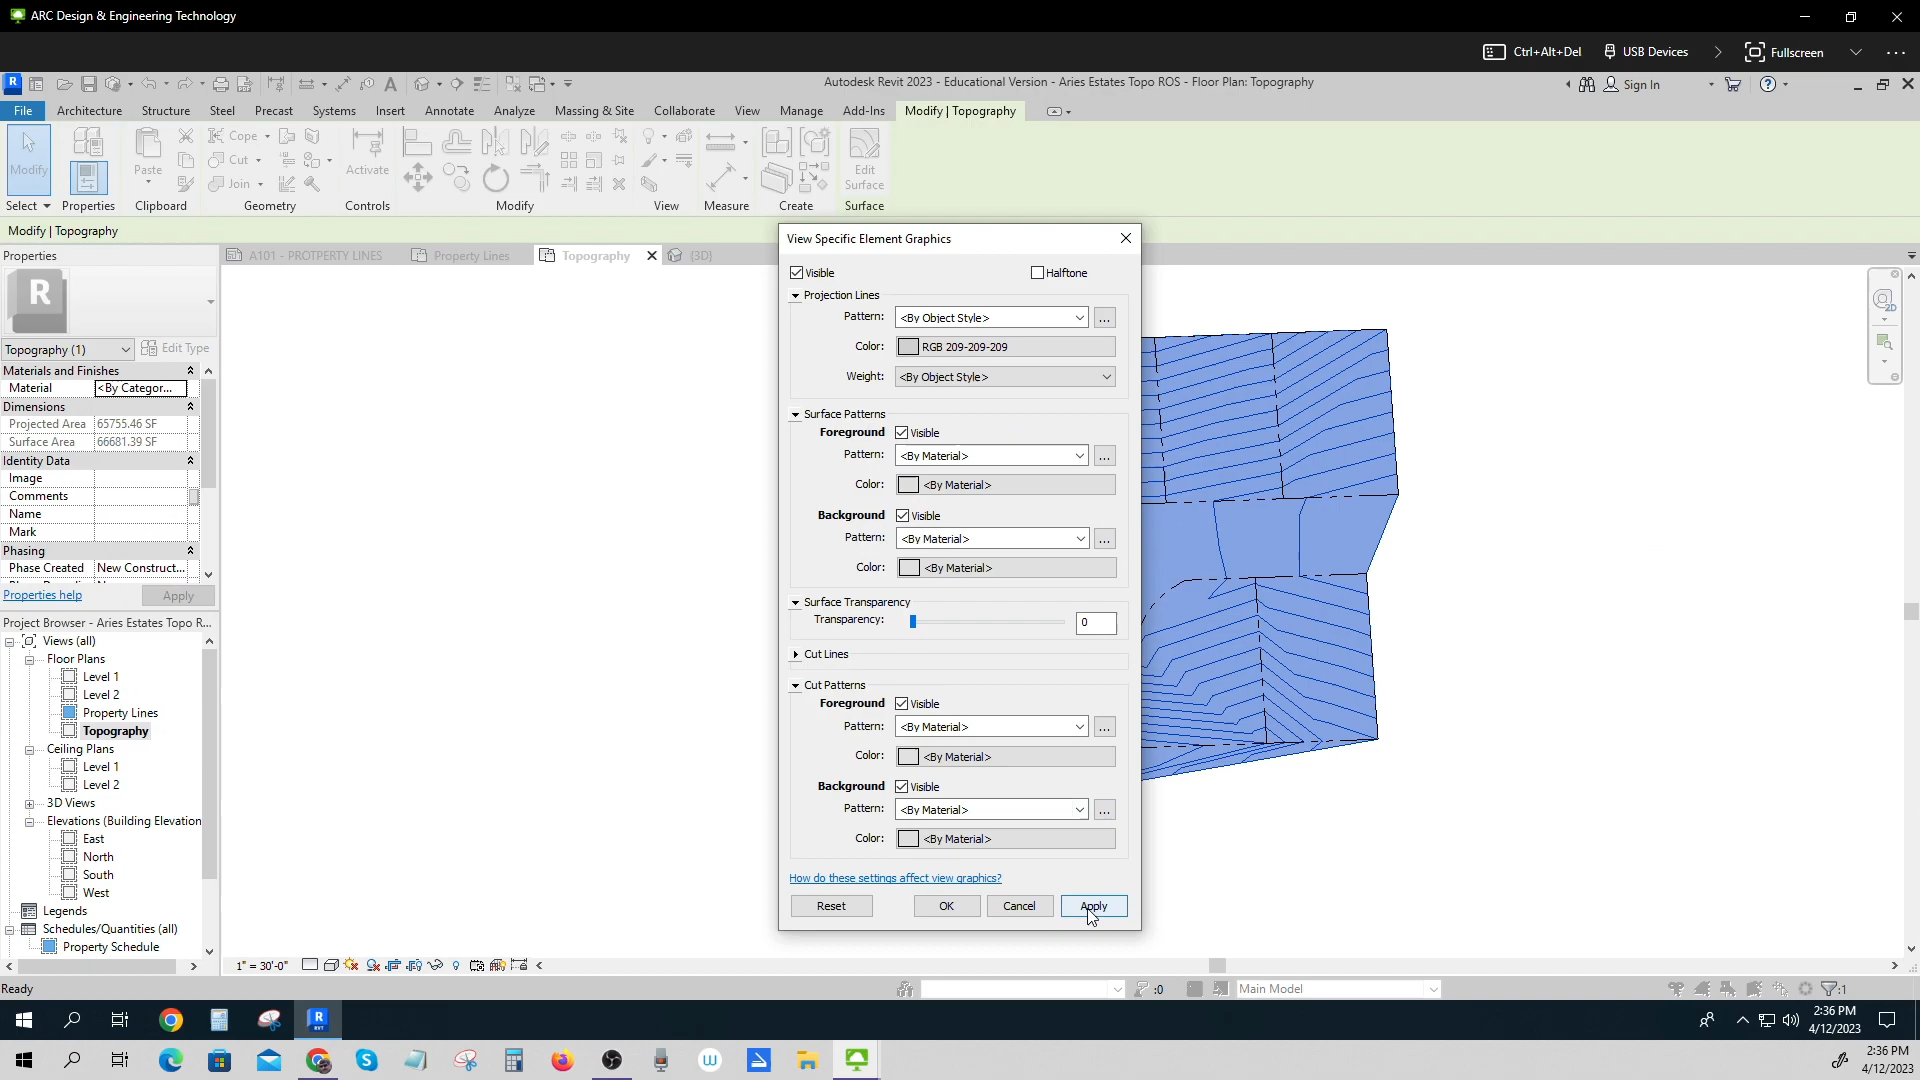 ARC Design & Engineering Technology
Ctrl+Alt+Del USB Devices Fullscreen
Autodesk Revit 2023 - Educational Version - Aries Estates Topo ROS - Floor Plan: Topography Sign In
File Architecture Structure Steel Precast Systems Insert Annotate Analyze Massing & Site Collaborate View Manage Add-Ins Modify | Topography
Modify Paste Cope Cut Join Activate Edit Surface
Select Properties Clipboard Geometry Controls Modify View Measure Create Surface
Modify | Topography
Properties
A101 - PROTPERTY LINES Property Lines Topography {3D}
R
Topography (1) Edit Type
Materials and Finishes
Material <By Categor...
Dimensions
Projected Area 65755.46 SF
Surface Area 66681.39 SF
Identity Data
Image
Comments
Name
Mark
Phasing
Phase Created New Construct...
Properties help Apply
Project Browser - Aries Estates Topo R...
Views (all)
Floor Plans
Level 1
Level 2
Property Lines
Topography
Ceiling Plans
Level 1
Level 2
3D Views
Elevations (Building Elevation
East
North
South
West
Legends
Schedules/Quantities (all)
Property Schedule
View Specific Element Graphics
Visible Halftone
Projection Lines
Pattern: <By Object Style> ...
Color: RGB 209-209-209
Weight: <By Object Style>
Surface Patterns
Foreground Visible
Pattern: <By Material> ...
Color: <By Material>
Background Visible
Pattern: <By Material> ...
Color: <By Material>
Surface Transparency
Transparency: 0
Cut Lines
Cut Patterns
Foreground Visible
Pattern: <By Material> ...
Color: <By Material>
Background Visible
Pattern: <By Material> ...
Color: <By Material>
How do these settings affect view graphics?
Reset OK Cancel Apply
1" = 30'-0"
Ready :0 Main Model :1
2:36 PM
4/12/2023
2:36 PM
4/12/2023